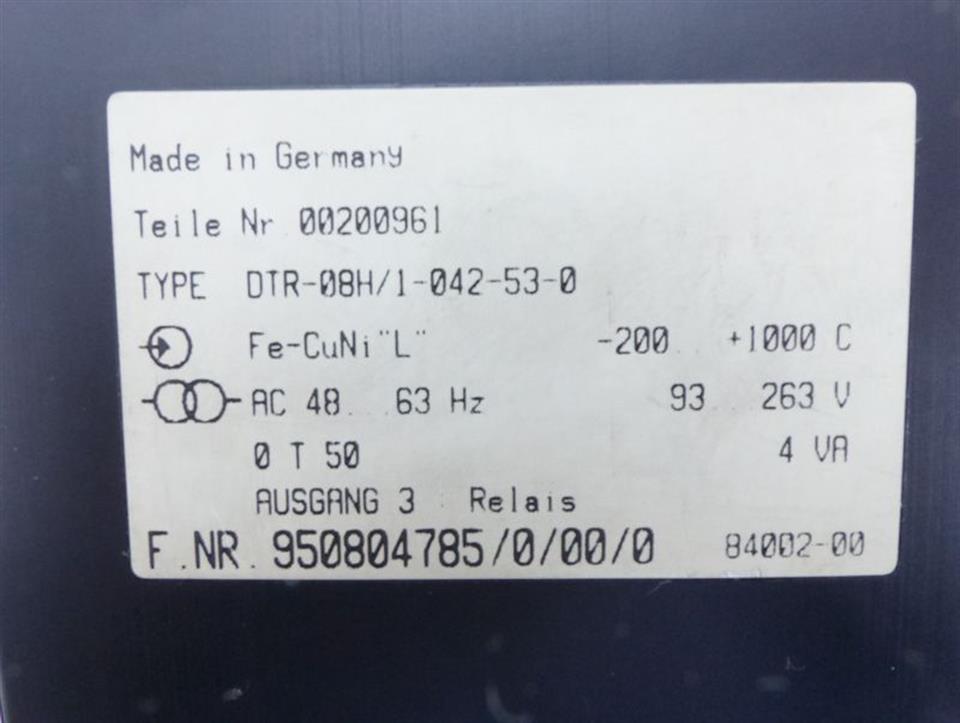 Made in Germany
Teile Nr 00200961
TYPE DTR-08H/1-042-53-0
Fe-CuNi "L" -200 +1000 C
AC 48 63 Hz 93 263 V
0 T 50 4 VA
AUSGANG 3 Relais
F.NR. 950804785/0/00/0 84002-00